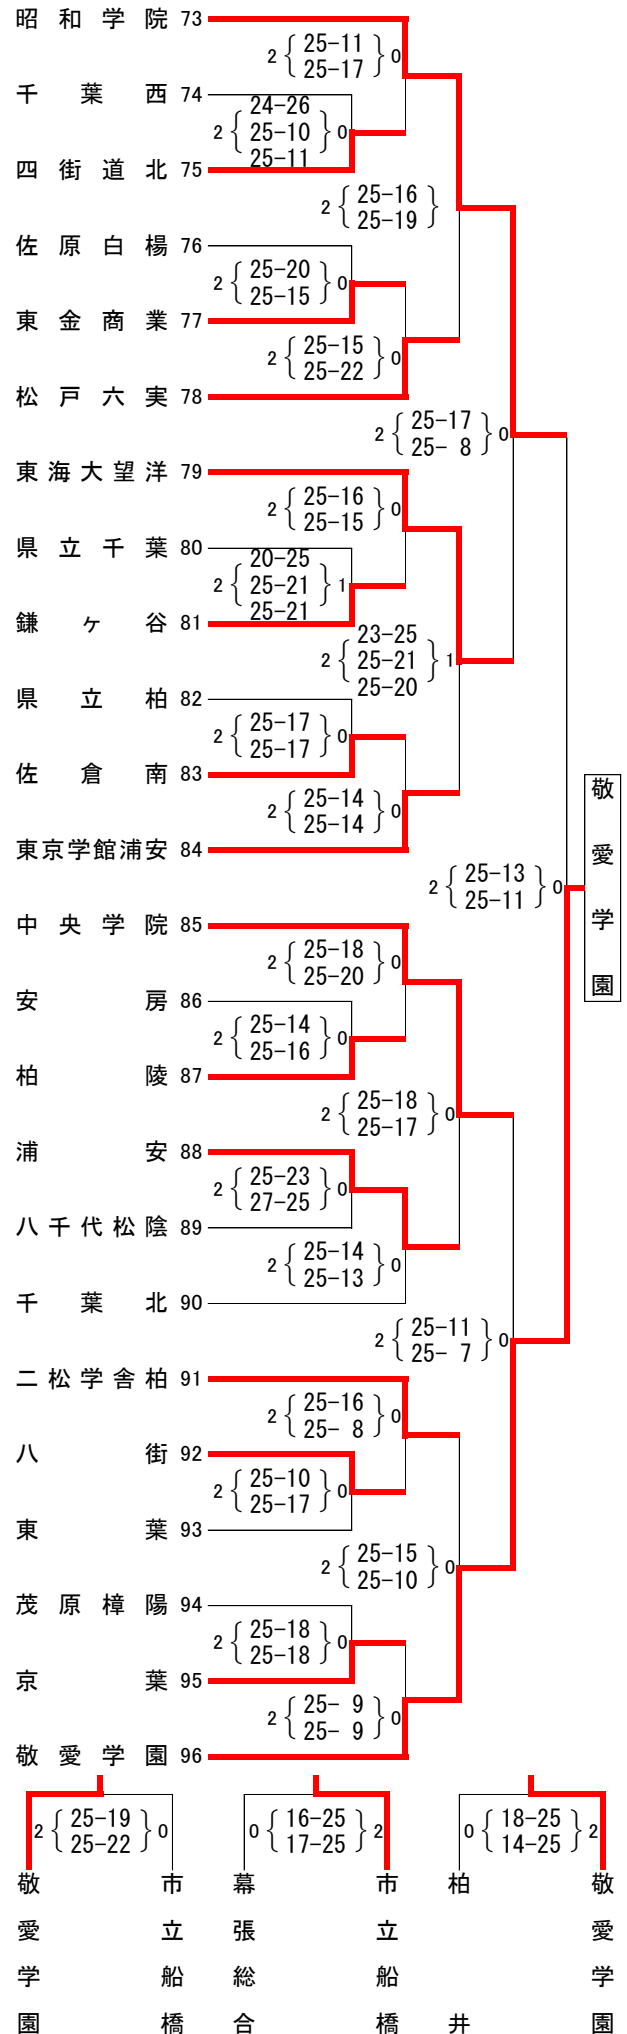 昭和学院 73
2 { 25-11 25-17 } 0
千葉西 74
2 { 24-26 25-10 25-11 } 0
四街道北 75
2 { 25-16 25-19 }
佐原白楊 76
2 { 25-20 25-15 } 0
東金商業 77
2 { 25-15 25-22 } 0
松戸六実 78
2 { 25-17 25- 8 } 0
東海大望洋 79
2 { 25-16 25-15 } 0
県立千葉 80
2 { 20-25 25-21 25-21 } 1
鎌ヶ谷 81
2 { 23-25 25-21 25-20 } 1
県立柏 82
2 { 25-17 25-17 } 0
佐倉南 83
2 { 25-14 25-14 } 0
東京学館浦安 84
2 { 25-13 25-11 } 0
敬愛学園
中央学院 85
2 { 25-18 25-20 } 0
安房 86
2 { 25-14 25-16 } 0
柏陵 87
2 { 25-18 25-17 } 0
浦安 88
2 { 25-23 27-25 } 0
八千代松陰 89
2 { 25-14 25-13 } 0
千葉北 90
2 { 25-11 25- 7 } 0
二松学舎柏 91
2 { 25-16 25- 8 } 0
八街 92
2 { 25-10 25-17 } 0
東葉 93
2 { 25-15 25-10 } 0
茂原樟陽 94
2 { 25-18 25-18 } 0
京葉 95
2 { 25- 9 25- 9 } 0
敬愛学園 96
2 { 25-19 25-22 } 0
0 { 16-25 17-25 } 2
0 { 18-25 14-25 } 2
敬愛学園
市立船橋
幕張総合
市立船橋
柏井
敬愛学園